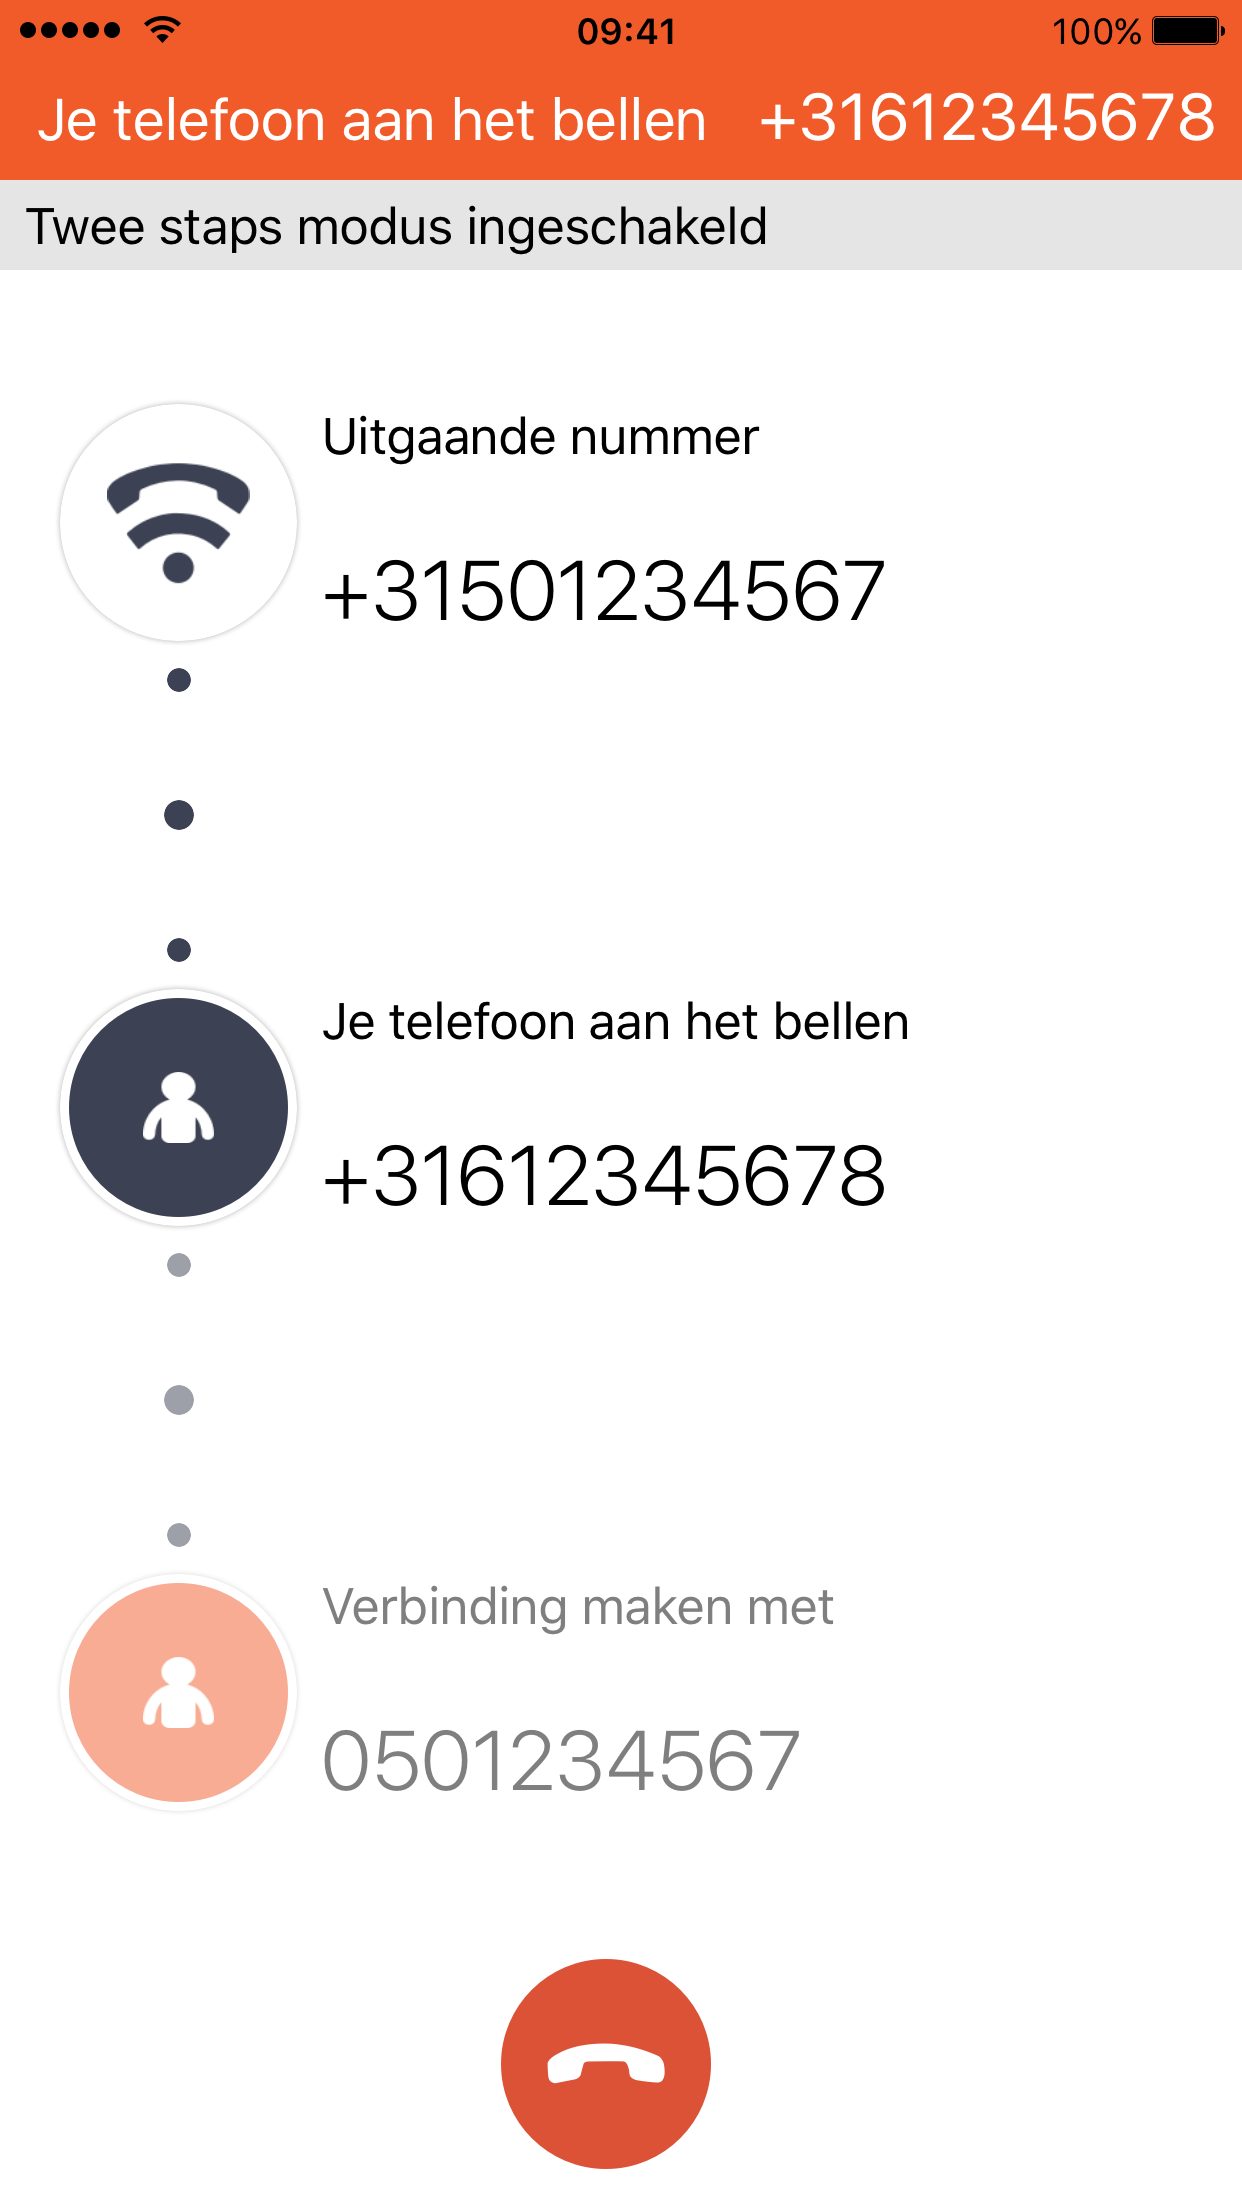 09:41
100%
Je telefoon aan het bellen +31612345678
Twee staps modus ingeschakeld
Uitgaande nummer
+31501234567
Je telefoon aan het bellen
+31612345678
Verbinding maken met
0501234567